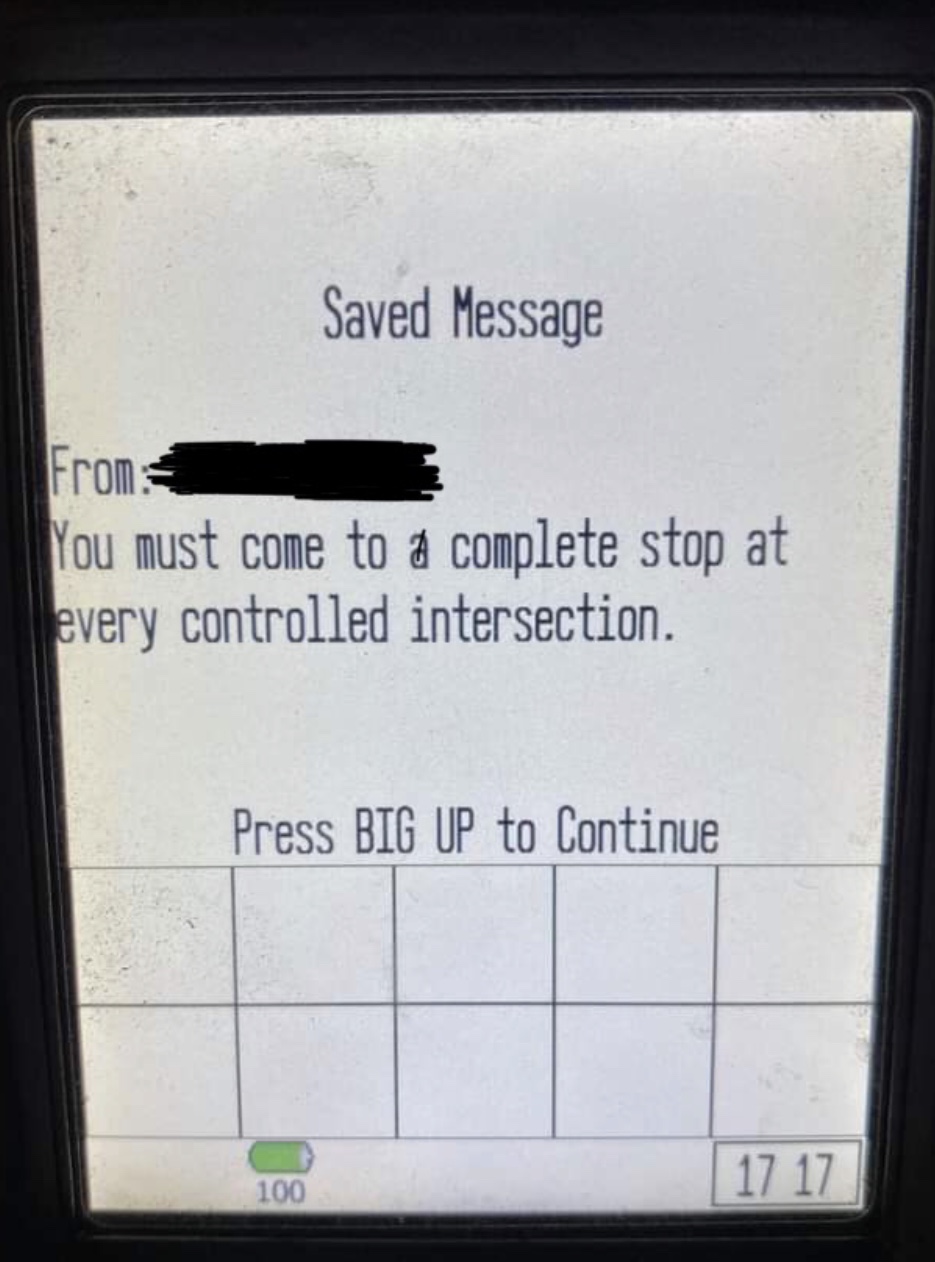 Saved Message
From:
You must come to a complete stop at
every controlled intersection.
Press BIG UP to Continue
100
17 17